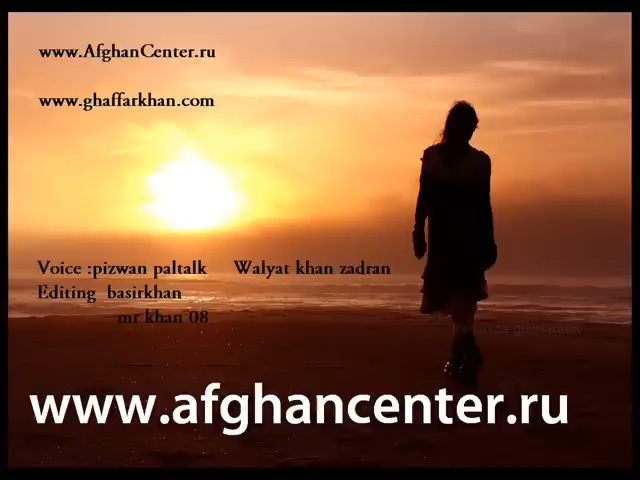 www.AfghanCenter.ru
www.ghaffarkhan.com
Voice :pizwan paltalk Walyat khan zadran
Editing basirkhan
mr khan 08
www.afghancenter.ru